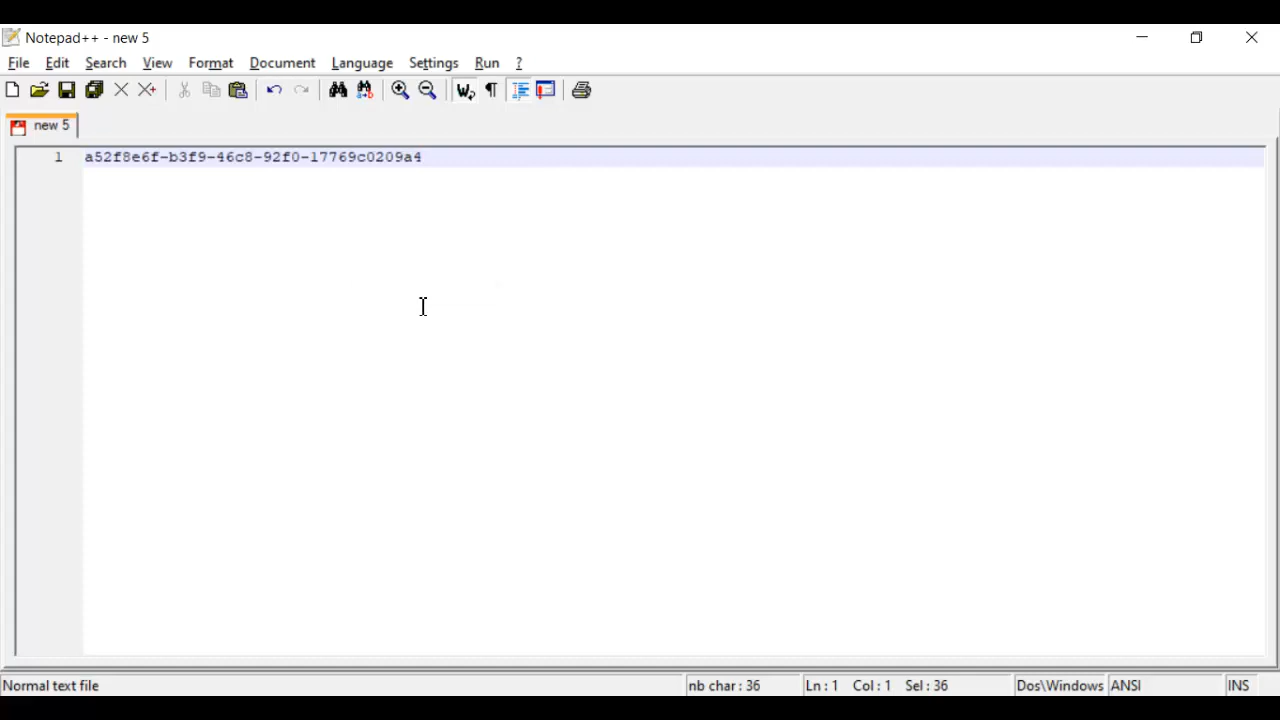 Notepad++ - new 5
File Edit Search View Format Document Language Settings Run ?
new 5
1 a52f8e6f-b3f9-46c8-92f0-17769c0209a4
Normal text file nb char : 36 Ln : 1 Col : 1 Sel : 36 Dos\Windows ANSI INS